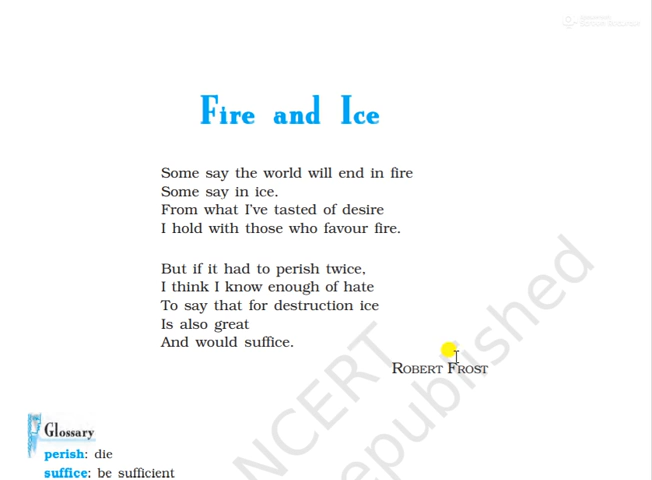 Fire and Ice
Some say the world will end in fire
Some say in ice.
From what I've tasted of desire
I hold with those who favour fire.
But if it had to perish twice,
I think I know enough of hate
To say that for destruction ice
Is also great
And would suffice.
ROBERT FROST
NCERT
republished
Glossary
perish: die
suffice: be sufficient